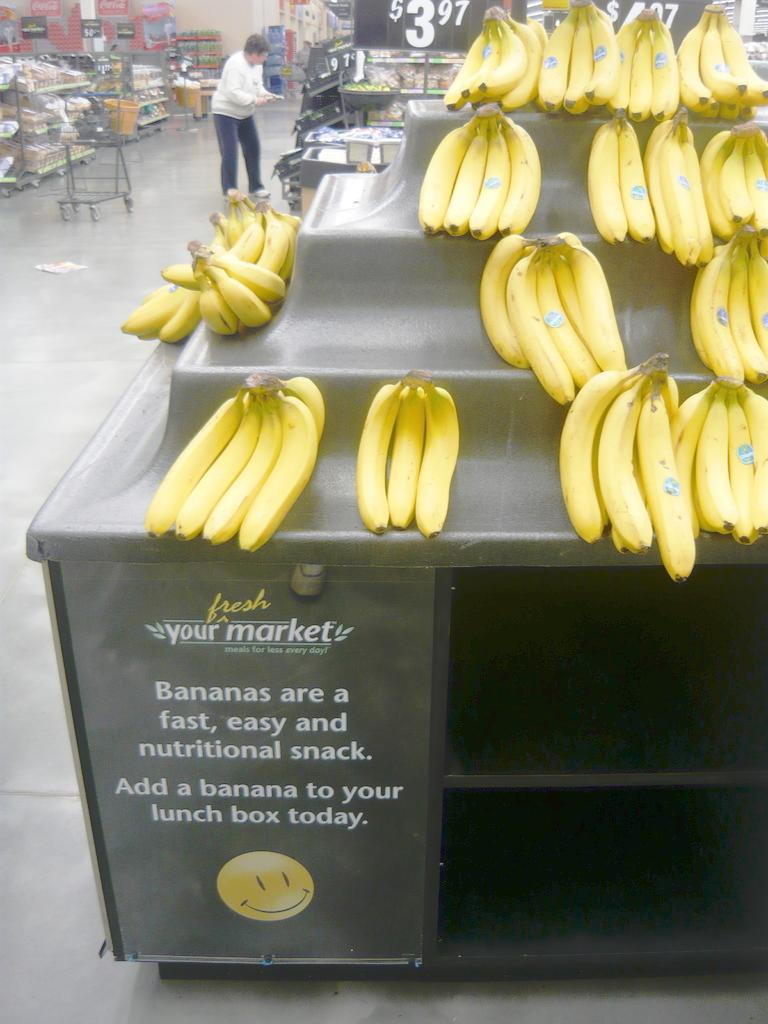 $3.97
your fresh market
meals for less every day!
Bananas are a
fast, easy and
nutritional snack.
Add a banana to your
lunch box today.